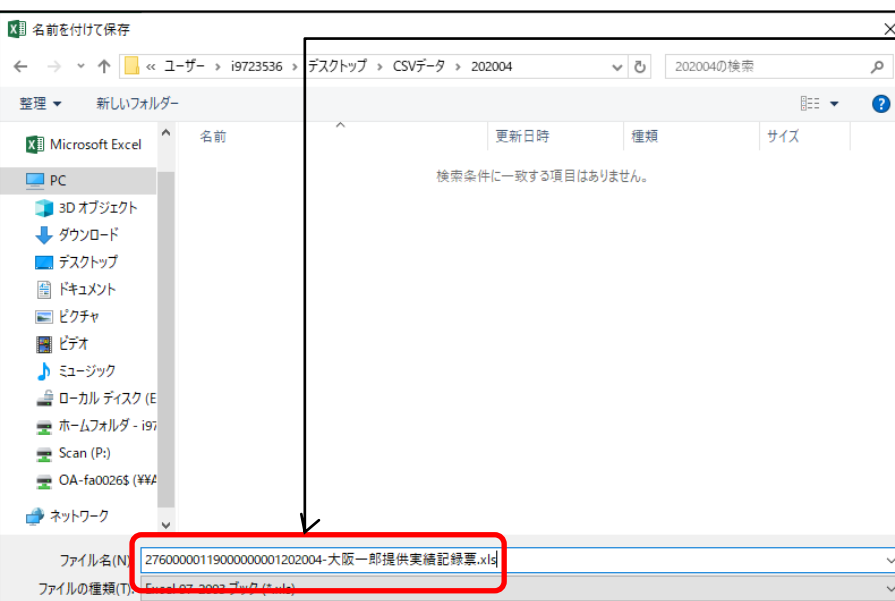 名前を付けて保存
« ユーザー › i9723536 › デスクトップ › CSVデータ › 202004
202004の検索
整理 新しいフォルダー
Microsoft Excel
名前 更新日時 種類 サイズ
検索条件に一致する項目はありません。
PC
3D オブジェクト
ダウンロード
デスクトップ
ドキュメント
ピクチャ
ビデオ
ミュージック
ローカル ディスク (E
ホームフォルダ - i97
Scan (P:)
OA-fa0026$ (¥¥A
ネットワーク
ファイル名(N) 27600000119000000001202004-大阪一郎提供実績記録票.xls
ファイルの種類(T): Excel 97-2003 ブック (*.xls)